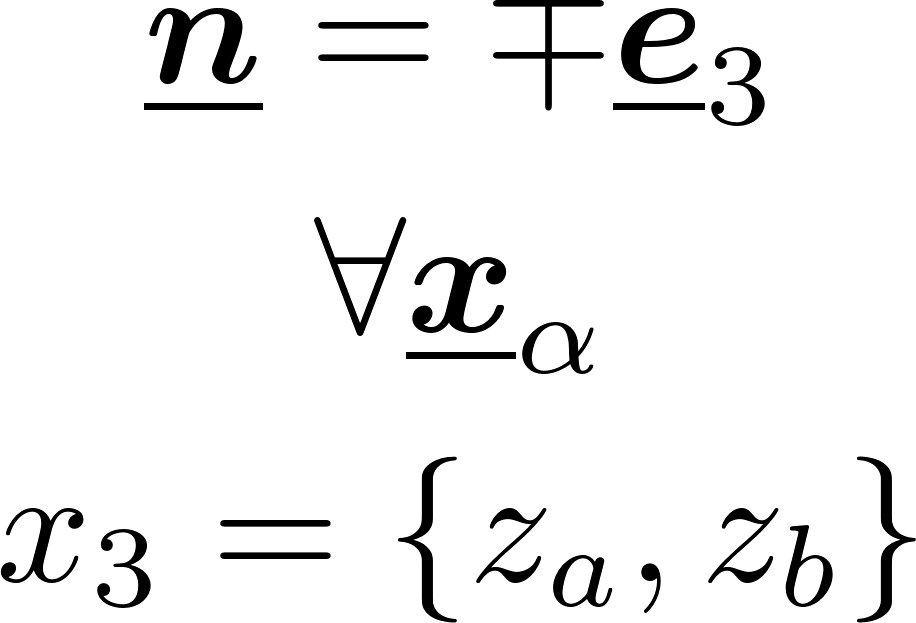 n = ∓e₃
∀x_α
x₃ = {z_a, z_b}